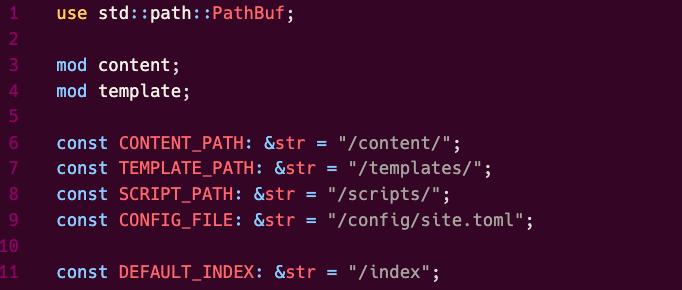 1 use std::path::PathBuf;
2
3 mod content;
4 mod template;
5
6 const CONTENT_PATH: &str = "/content/";
7 const TEMPLATE_PATH: &str = "/templates/";
8 const SCRIPT_PATH: &str = "/scripts/";
9 const CONFIG_FILE: &str = "/config/site.toml";
10
11 const DEFAULT_INDEX: &str = "/index";